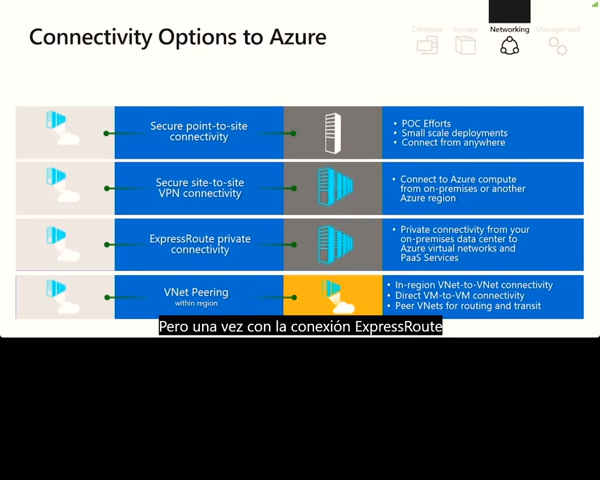 Connectivity Options to Azure
Compute
Storage
Networking
Management
Secure point-to-site
connectivity
• POC Efforts
• Small scale deployments
• Connect from anywhere
Secure site-to-site
VPN connectivity
• Connect to Azure compute
from on-premises or another
Azure region
ExpressRoute private
connectivity
• Private connectivity from your
on-premises data center to
Azure virtual networks and
PaaS Services
VNet Peering
within region
• In-region VNet-to-VNet connectivity
• Direct VM-to-VM connectivity
• Peer VNets for routing and transit
Pero una vez con la conexión ExpressRoute